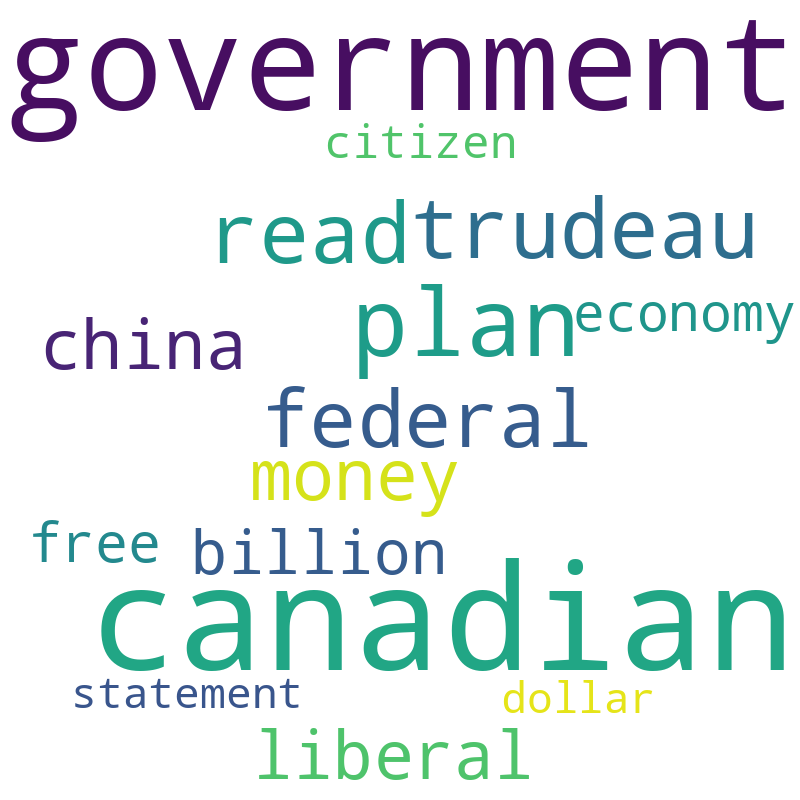 government
citizen
read trudeau
plan economy
china
federal
money
free billion
canadian
statement dollar
liberal